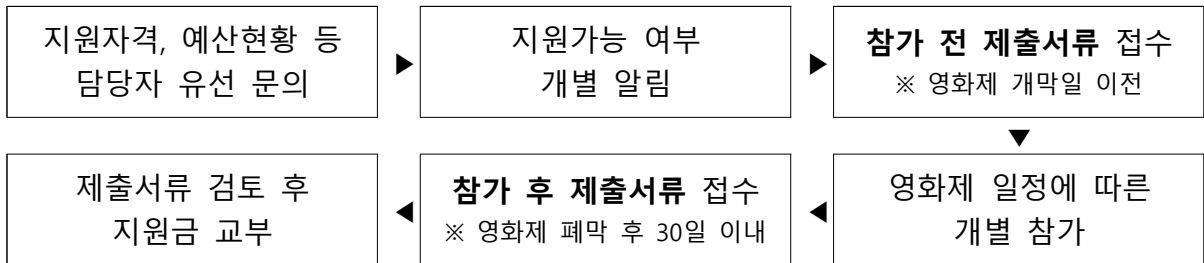 지원자격, 예산현황 등
담당자 유선 문의
▶
지원가능 여부
개별 알림
▶
참가 전 제출서류 접수
※ 영화제 개막일 이전
▼
영화제 일정에 따른
개별 참가
◀
참가 후 제출서류 접수
※ 영화제 폐막 후 30일 이내
◀
제출서류 검토 후
지원금 교부